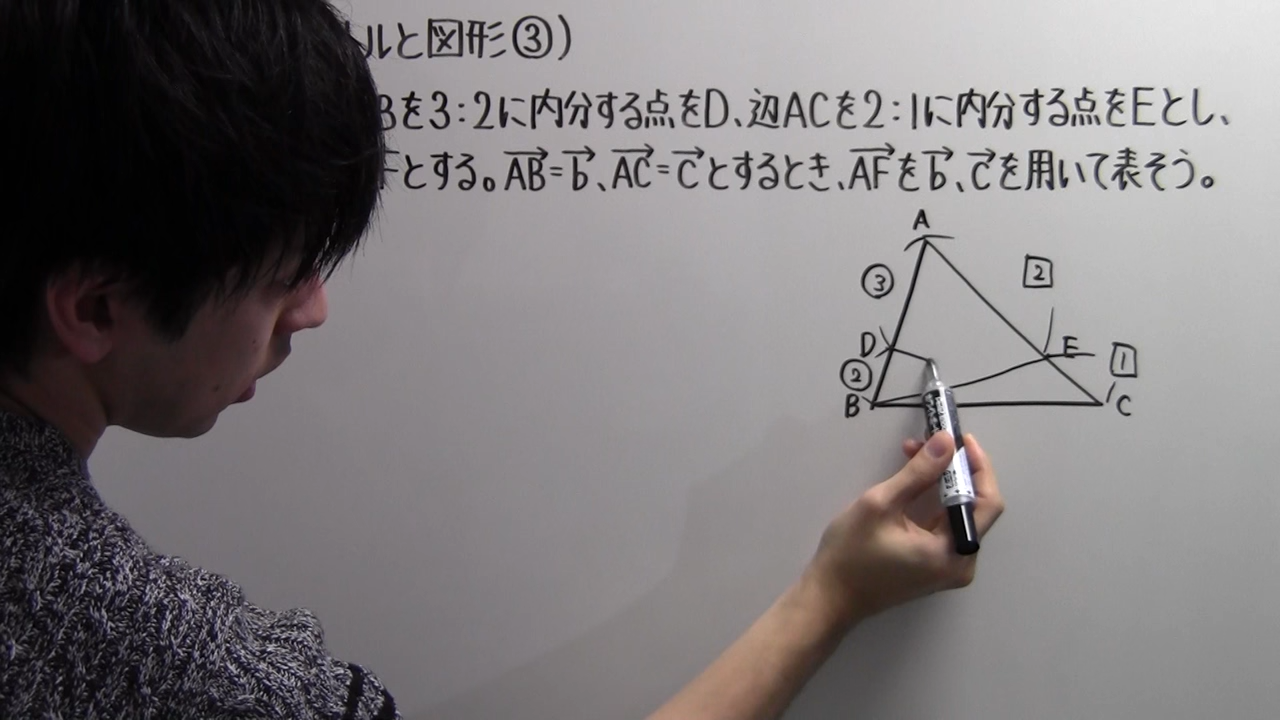 ルと図形③)
Bを3:2に内分する点をD、辺ACを2:1に内分する点をEとし、
とする。AB=b、AC=cとするとき、AFをb、cを用いて表そう。
A
③ 2
D E 1
②
B C